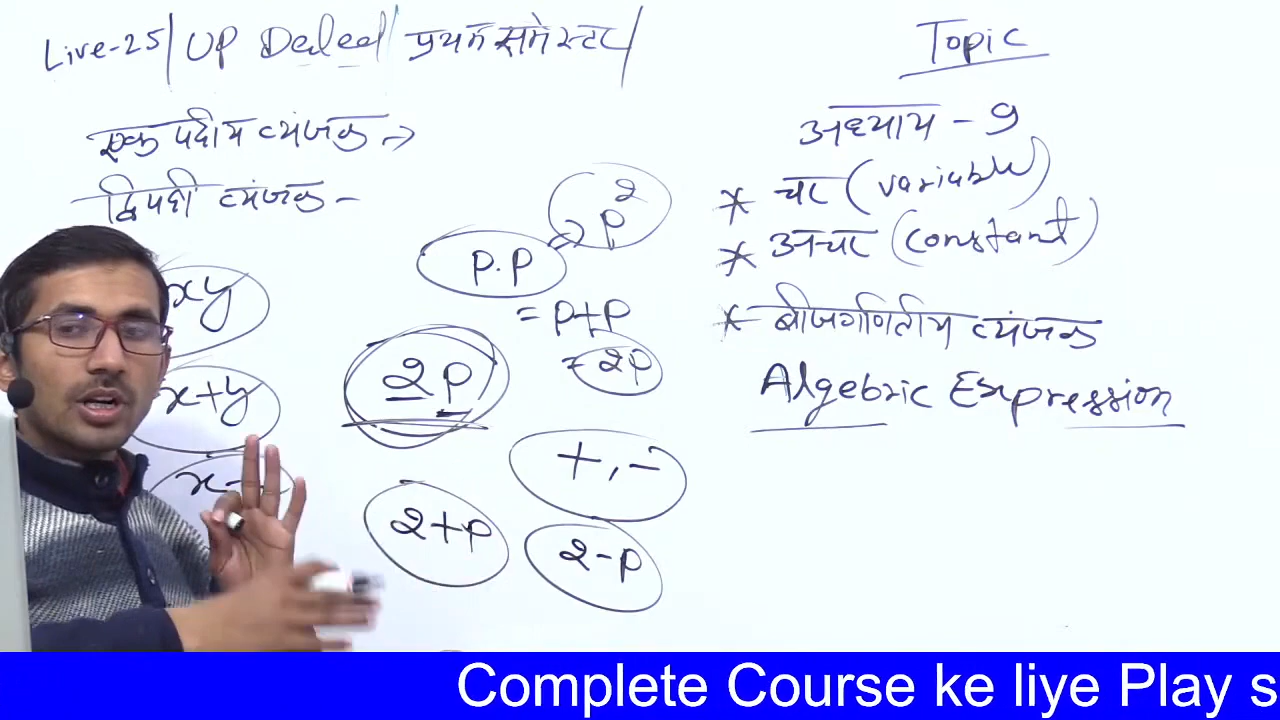 Live-25/ UP Deled/ प्रथम समेस्टर/
एक पदीय व्यंजक →
द्विपदी व्यंजक -
xy
x+y
x-
p.p → p²
= p+p
= 2p
2p
+, -
2+p
2-p
Topic
अध्याय - 9
* चर (variable)
* अचर (constant)
* बीजगणितीय व्यंजक
Algebric Expression
Complete Course ke liye Play s